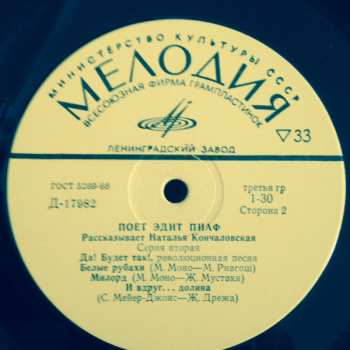 МИНИСТЕРСТВО КУЛЬТУРЫ СССР
МЕЛОДИЯ
ВСЕСОЮЗНАЯ ФИРМА ГРАМПЛАСТИНОК
ЛЕНИНГРАДСКИЙ ЗАВОД
▽33
ГОСТ 5289-68
Д-17982
третья гр
1-30
Сторона 2
ПОЕТ ЭДИТ ПИАФ
Рассказывает Наталья Кончаловская
Серия вторая
Да! Будет так!, революционная песня
Белые рубахи (М. Моно—М. Ривгош)
Милорд (М. Моно—Ж. Мустаки)
И вдруг... долина
(С. Мейер-Джонс—Ж. Дрежа)